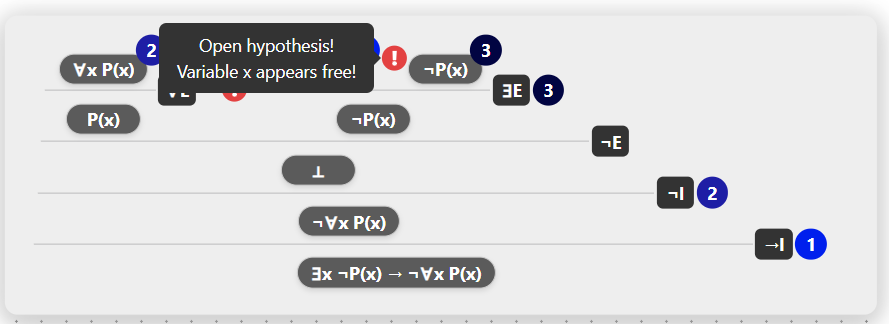 Open hypothesis!
Variable x appears free!
∀x P(x) 2 ! ¬P(x) 3
! ∃E 3
P(x) ¬P(x)
¬E
⊥
¬I 2
¬∀x P(x)
→I 1
∃x ¬P(x) → ¬∀x P(x)